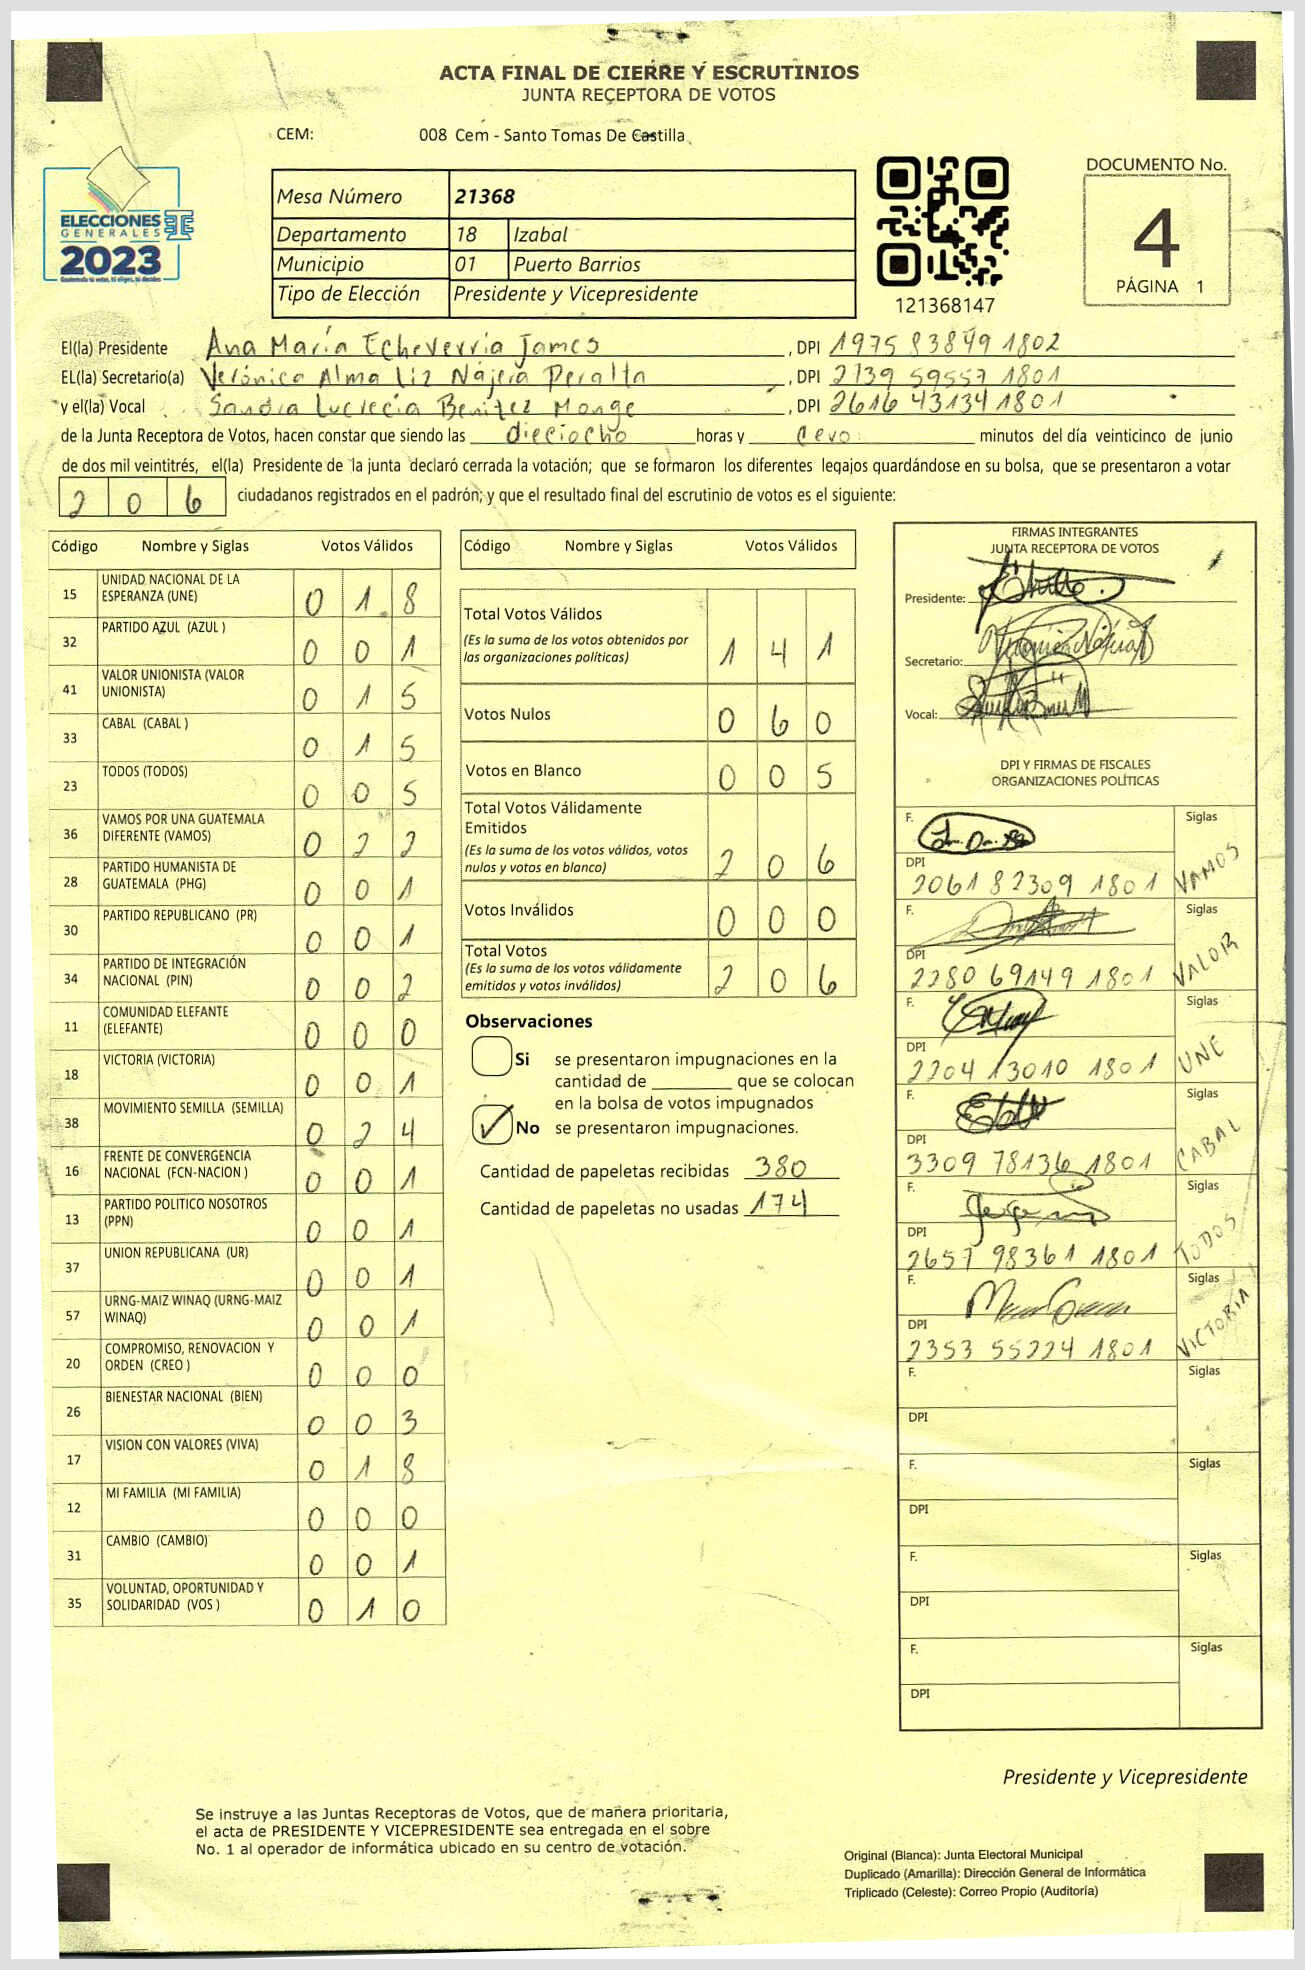 ACTA FINAL DE CIERRE Y ESCRUTINIOS
JUNTA RECEPTORA DE VOTOS
CEM: 008 Cem - Santo Tomas De Castilla
ELECCIONES
GENERALES
2023
Mesa Número 21368
Departamento 18 Izabal
Municipio 01 Puerto Barrios
Tipo de Elección Presidente y Vicepresidente
121368147
DOCUMENTO No.
4
PÁGINA 1
El(la) Presidente Ana María Echeverria James, DPI 1975 83849 1802
EL(la) Secretario(a) Verónica Alma Liz Nájera Peralta, DPI 2139 59557 1801
y el(la) Vocal Sandra Lucrecia Benitez Monge, DPI 2616 43134 1801
de la Junta Receptora de Votos, hacen constar que siendo las dieciocho horas y cero minutos del día veinticinco de junio
de dos mil veintitrés, el(la) Presidente de la junta declaró cerrada la votación; que se formaron los diferentes legajos guardándose en su bolsa, que se presentaron a votar
206 ciudadanos registrados en el padrón; y que el resultado final del escrutinio de votos es el siguiente:
Código Nombre y Siglas Votos Válidos
15 UNIDAD NACIONAL DE LA ESPERANZA (UNE) 0 1 8
32 PARTIDO AZUL (AZUL ) 0 0 1
41 VALOR UNIONISTA (VALOR UNIONISTA) 0 1 5
33 CABAL (CABAL ) 0 1 5
23 TODOS (TODOS) 0 0 5
36 VAMOS POR UNA GUATEMALA DIFERENTE (VAMOS) 0 2 2
28 PARTIDO HUMANISTA DE GUATEMALA (PHG) 0 0 1
30 PARTIDO REPUBLICANO (PR) 0 0 1
34 PARTIDO DE INTEGRACIÓN NACIONAL (PIN) 0 0 2
11 COMUNIDAD ELEFANTE (ELEFANTE) 0 0 0
18 VICTORIA (VICTORIA) 0 0 1
38 MOVIMIENTO SEMILLA (SEMILLA) 0 2 4
16 FRENTE DE CONVERGENCIA NACIONAL (FCN-NACION ) 0 0 1
13 PARTIDO POLITICO NOSOTROS (PPN) 0 0 1
37 UNION REPUBLICANA (UR) 0 0 1
57 URNG-MAIZ WINAQ (URNG-MAIZ WINAQ) 0 0 1
20 COMPROMISO, RENOVACION Y ORDEN (CREO ) 0 0 0
26 BIENESTAR NACIONAL (BIEN) 0 0 3
17 VISION CON VALORES (VIVA) 0 1 8
12 MI FAMILIA (MI FAMILIA) 0 0 0
31 CAMBIO (CAMBIO) 0 0 1
35 VOLUNTAD, OPORTUNIDAD Y SOLIDARIDAD (VOS ) 0 1 0
Código Nombre y Siglas Votos Válidos
Total Votos Válidos
(Es la suma de los votos obtenidos por
las organizaciones políticas) 1 4 1
Votos Nulos 0 6 0
Votos en Blanco 0 0 5
Total Votos Válidamente
Emitidos
(Es la suma de los votos válidos, votos
nulos y votos en blanco) 2 0 6
Votos Inválidos 0 0 0
Total Votos
(Es la suma de los votos válidamente
emitidos y votos inválidos) 2 0 6
Observaciones
Si se presentaron impugnaciones en la
cantidad de ________ que se colocan
en la bolsa de votos impugnados
No se presentaron impugnaciones.
Cantidad de papeletas recibidas 380
Cantidad de papeletas no usadas 174
FIRMAS INTEGRANTES
JUNTA RECEPTORA DE VOTOS
Presidente:
Secretario:
Vocal:
DPI Y FIRMAS DE FISCALES
ORGANIZACIONES POLÍTICAS
F. Siglas
DPI 2061 82309 1801 VAMOS
F. Siglas
DPI 2280 69149 1801 VALOR
F. Siglas
DPI 2204 13010 1801 UNE
F. Siglas
DPI 3309 78136 1801 CABAL
F. Siglas
DPI 2657 98361 1801 TODOS
F. Siglas
DPI 2353 55224 1801 VICTORIA
F. Siglas
DPI
F. Siglas
DPI
F. Siglas
DPI
F. Siglas
DPI
Presidente y Vicepresidente
Se instruye a las Juntas Receptoras de Votos, que de manera prioritaria,
el acta de PRESIDENTE Y VICEPRESIDENTE sea entregada en el sobre
No. 1 al operador de informática ubicado en su centro de votación.
Original (Blanca): Junta Electoral Municipal
Duplicado (Amarilla): Dirección General de Informática
Triplicado (Celeste): Correo Propio (Auditoría)